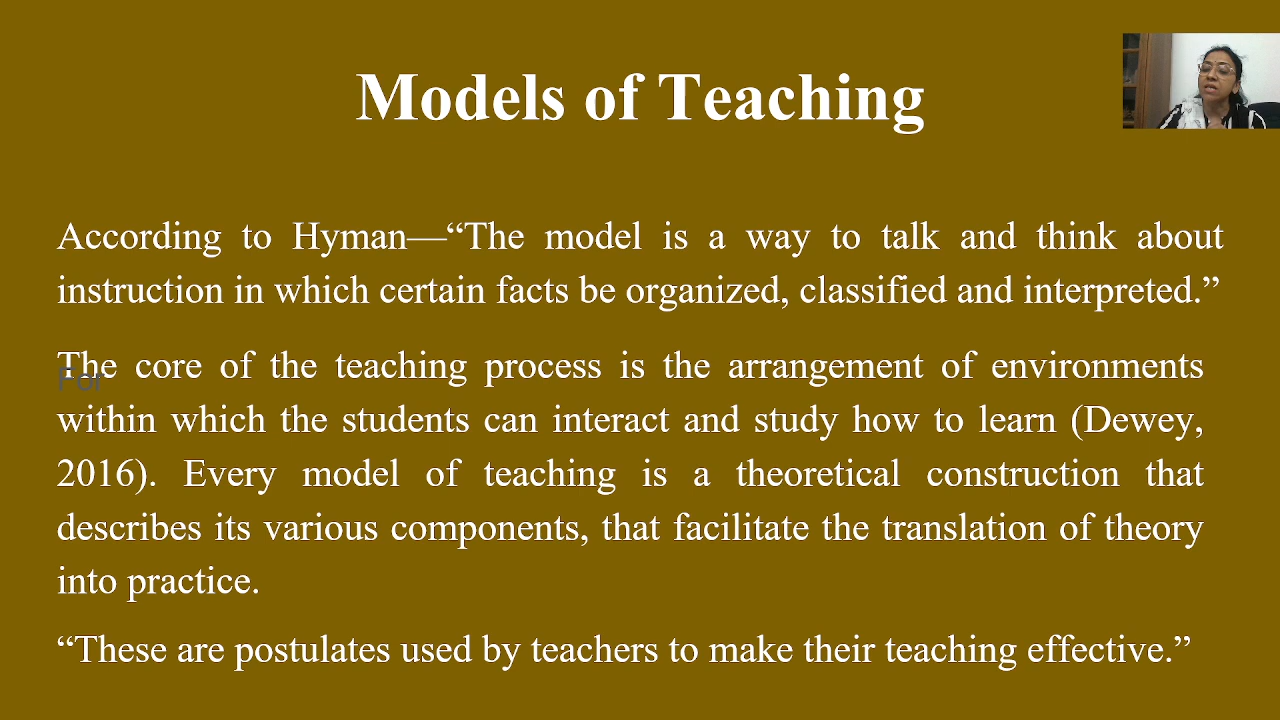 Models of Teaching
According to Hyman—“The model is a way to talk and think about
instruction in which certain facts be organized, classified and interpreted.”
The core of the teaching process is the arrangement of environments
For
within which the students can interact and study how to learn (Dewey,
2016). Every model of teaching is a theoretical construction that
describes its various components, that facilitate the translation of theory
into practice.
“These are postulates used by teachers to make their teaching effective.”